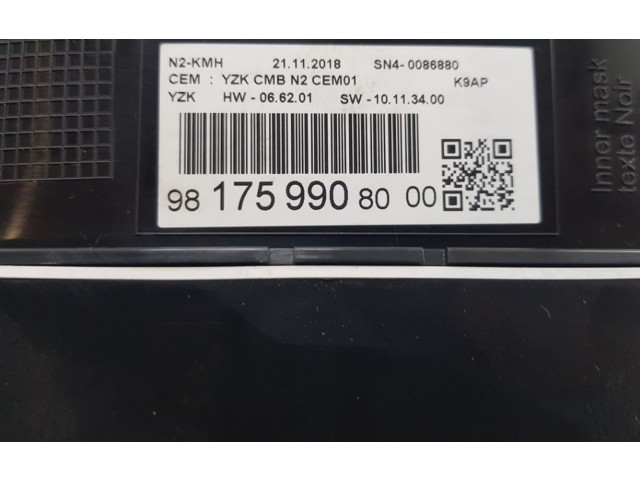 N2-KMH 21.11.2018 SN4- 0086880
CEM : YZK CMB N2 CEM01 K9AP
YZK HW - 06.62.01 SW - 10.11.34.00
98 175 990 80 00
Inner mask
texte Noir